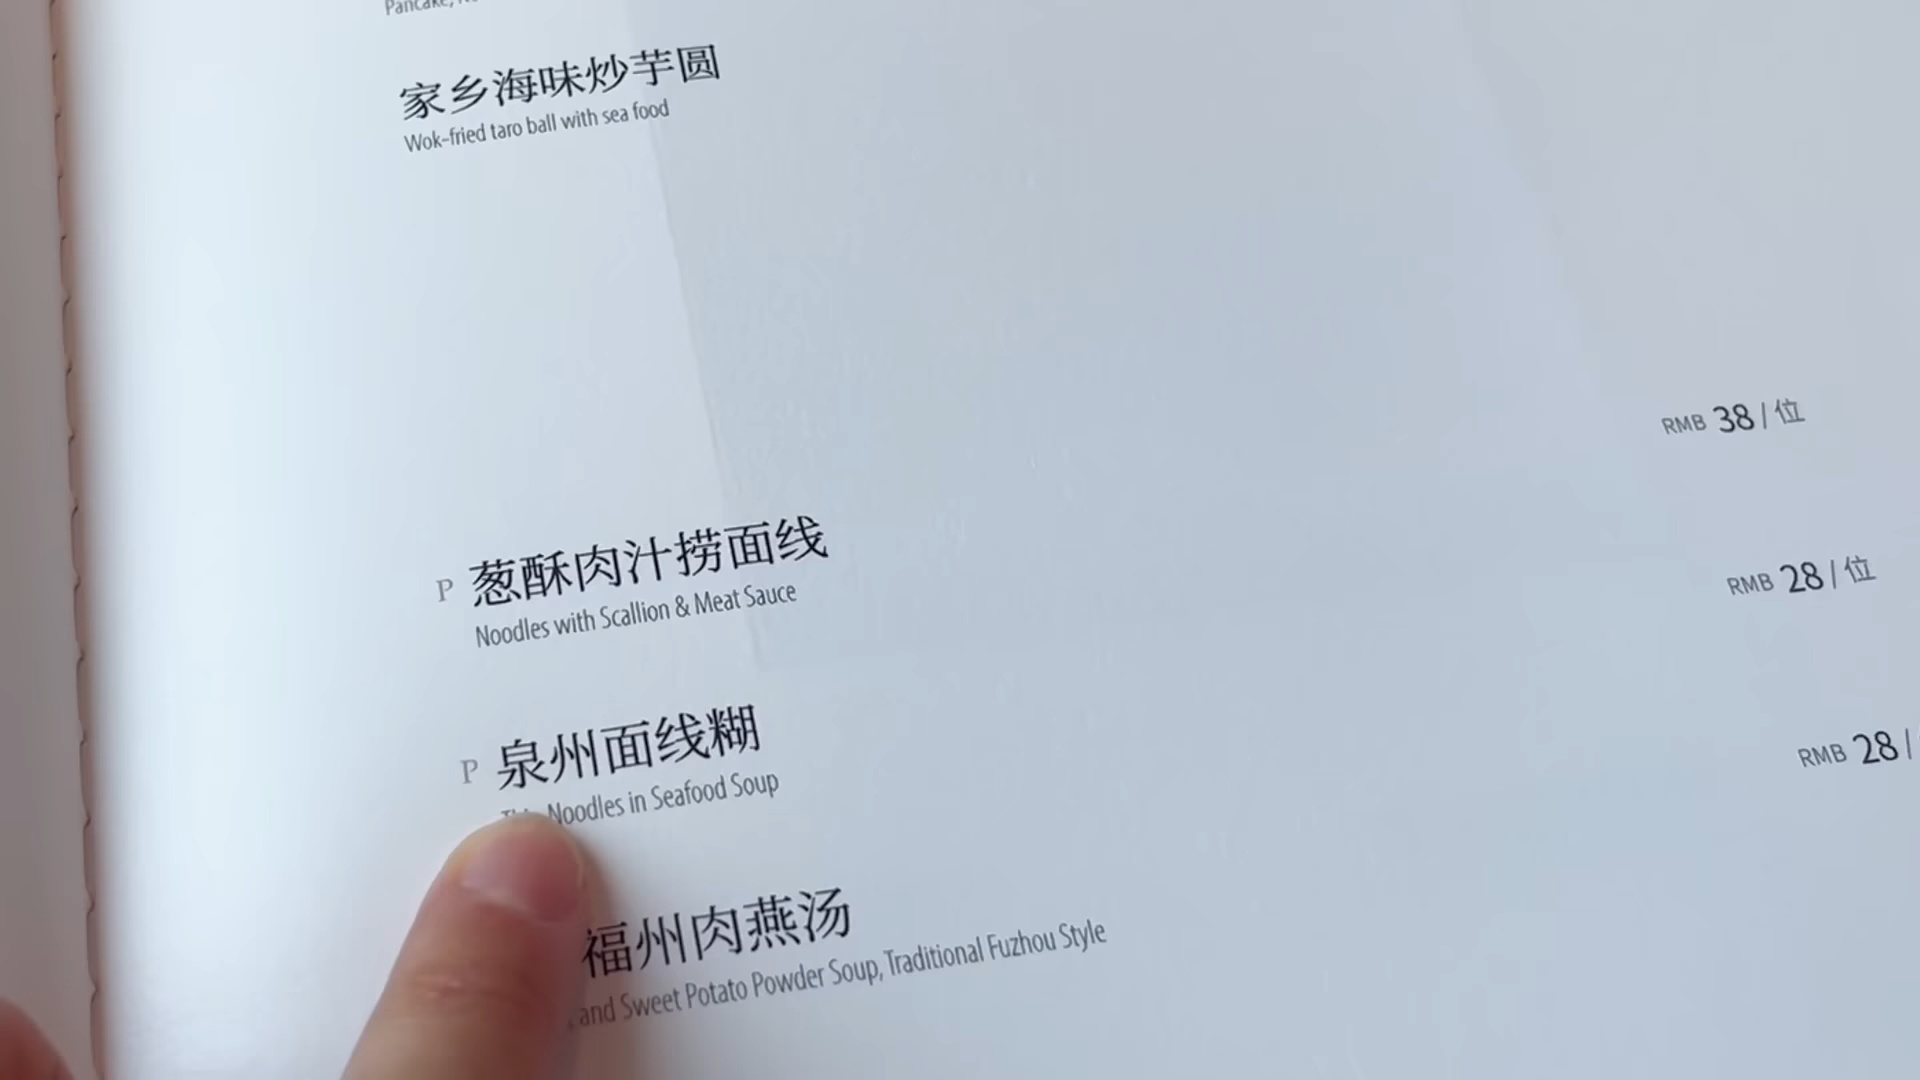 Pancake,
家乡海味炒芋圆
Wok-fried taro ball with sea food
RMB 38 / 位
P 葱酥肉汁捞面线
Noodles with Scallion & Meat Sauce
RMB 28 / 位
P 泉州面线糊
Noodles in Seafood Soup
RMB 28 /
福州肉燕汤
, and Sweet Potato Powder Soup, Traditional Fuzhou Style